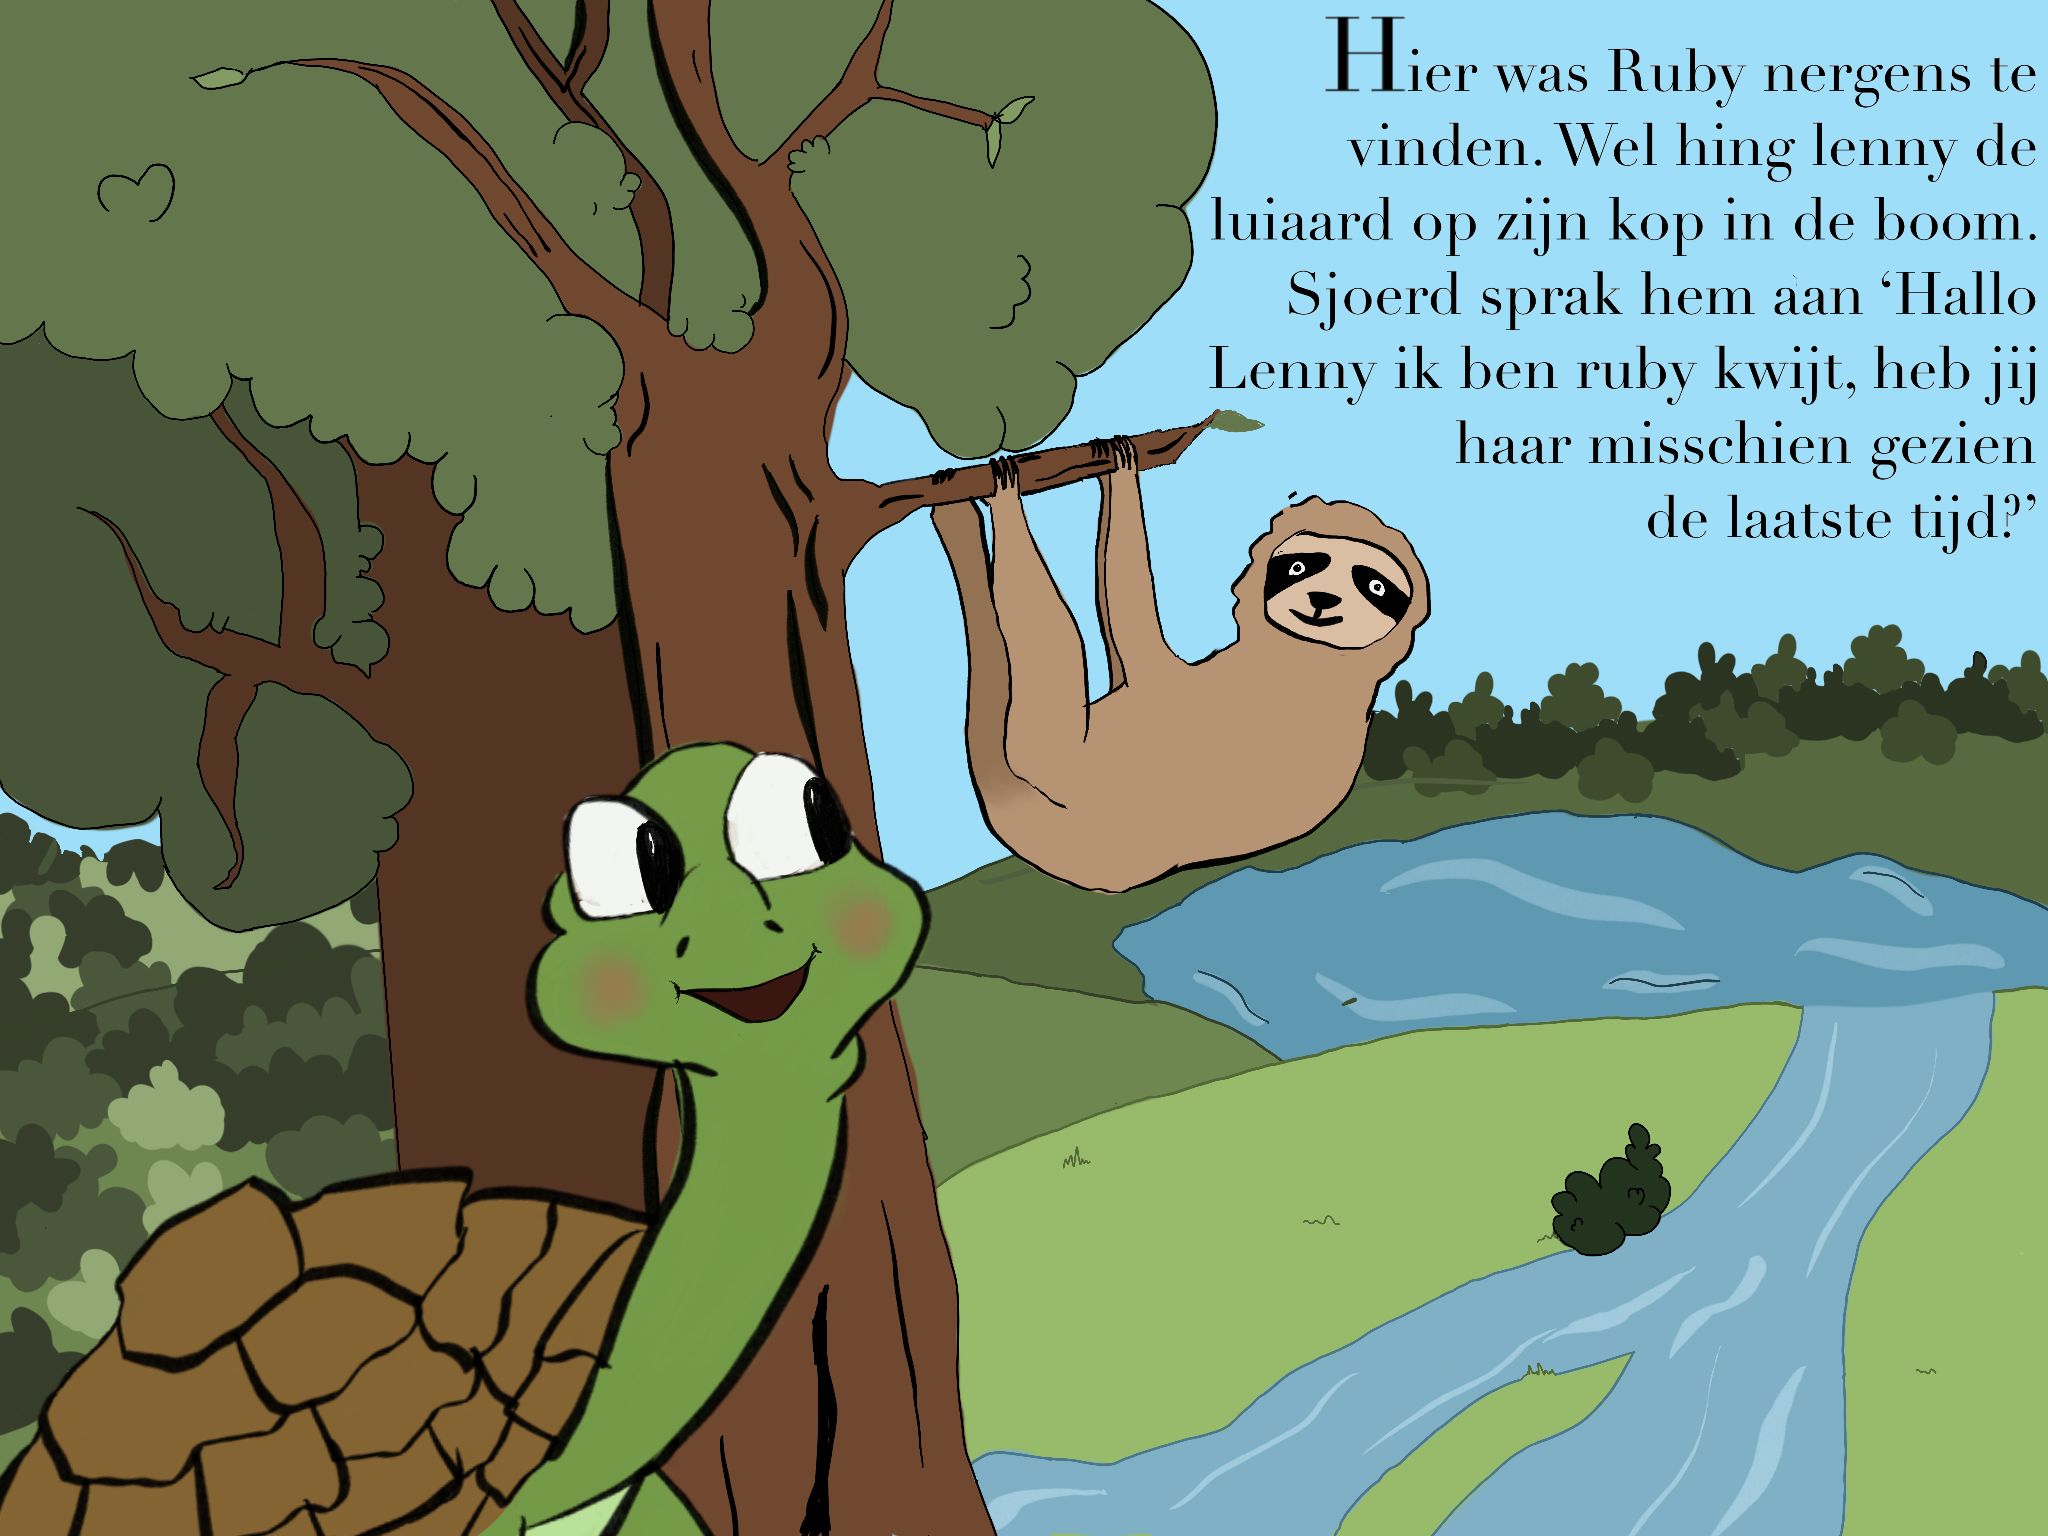 Hier was Ruby nergens te
vinden. Wel hing lenny de
luiaard op zijn kop in de boom.
Sjoerd sprak hem aan ‘Hallo
Lenny ik ben ruby kwijt, heb jij
haar misschien gezien
de laatste tijd?’